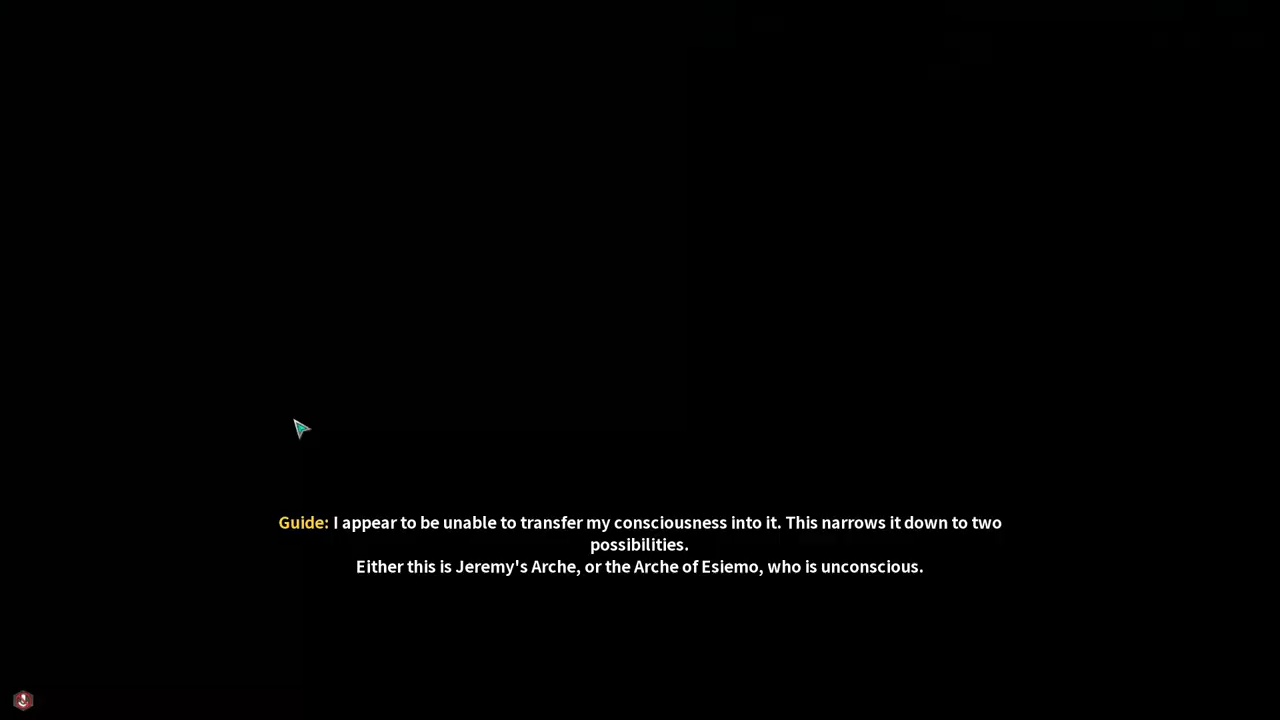 Guide: I appear to be unable to transfer my consciousness into it. This narrows it down to two
possibilities.
Either this is Jeremy's Arche, or the Arche of Esiemo, who is unconscious.